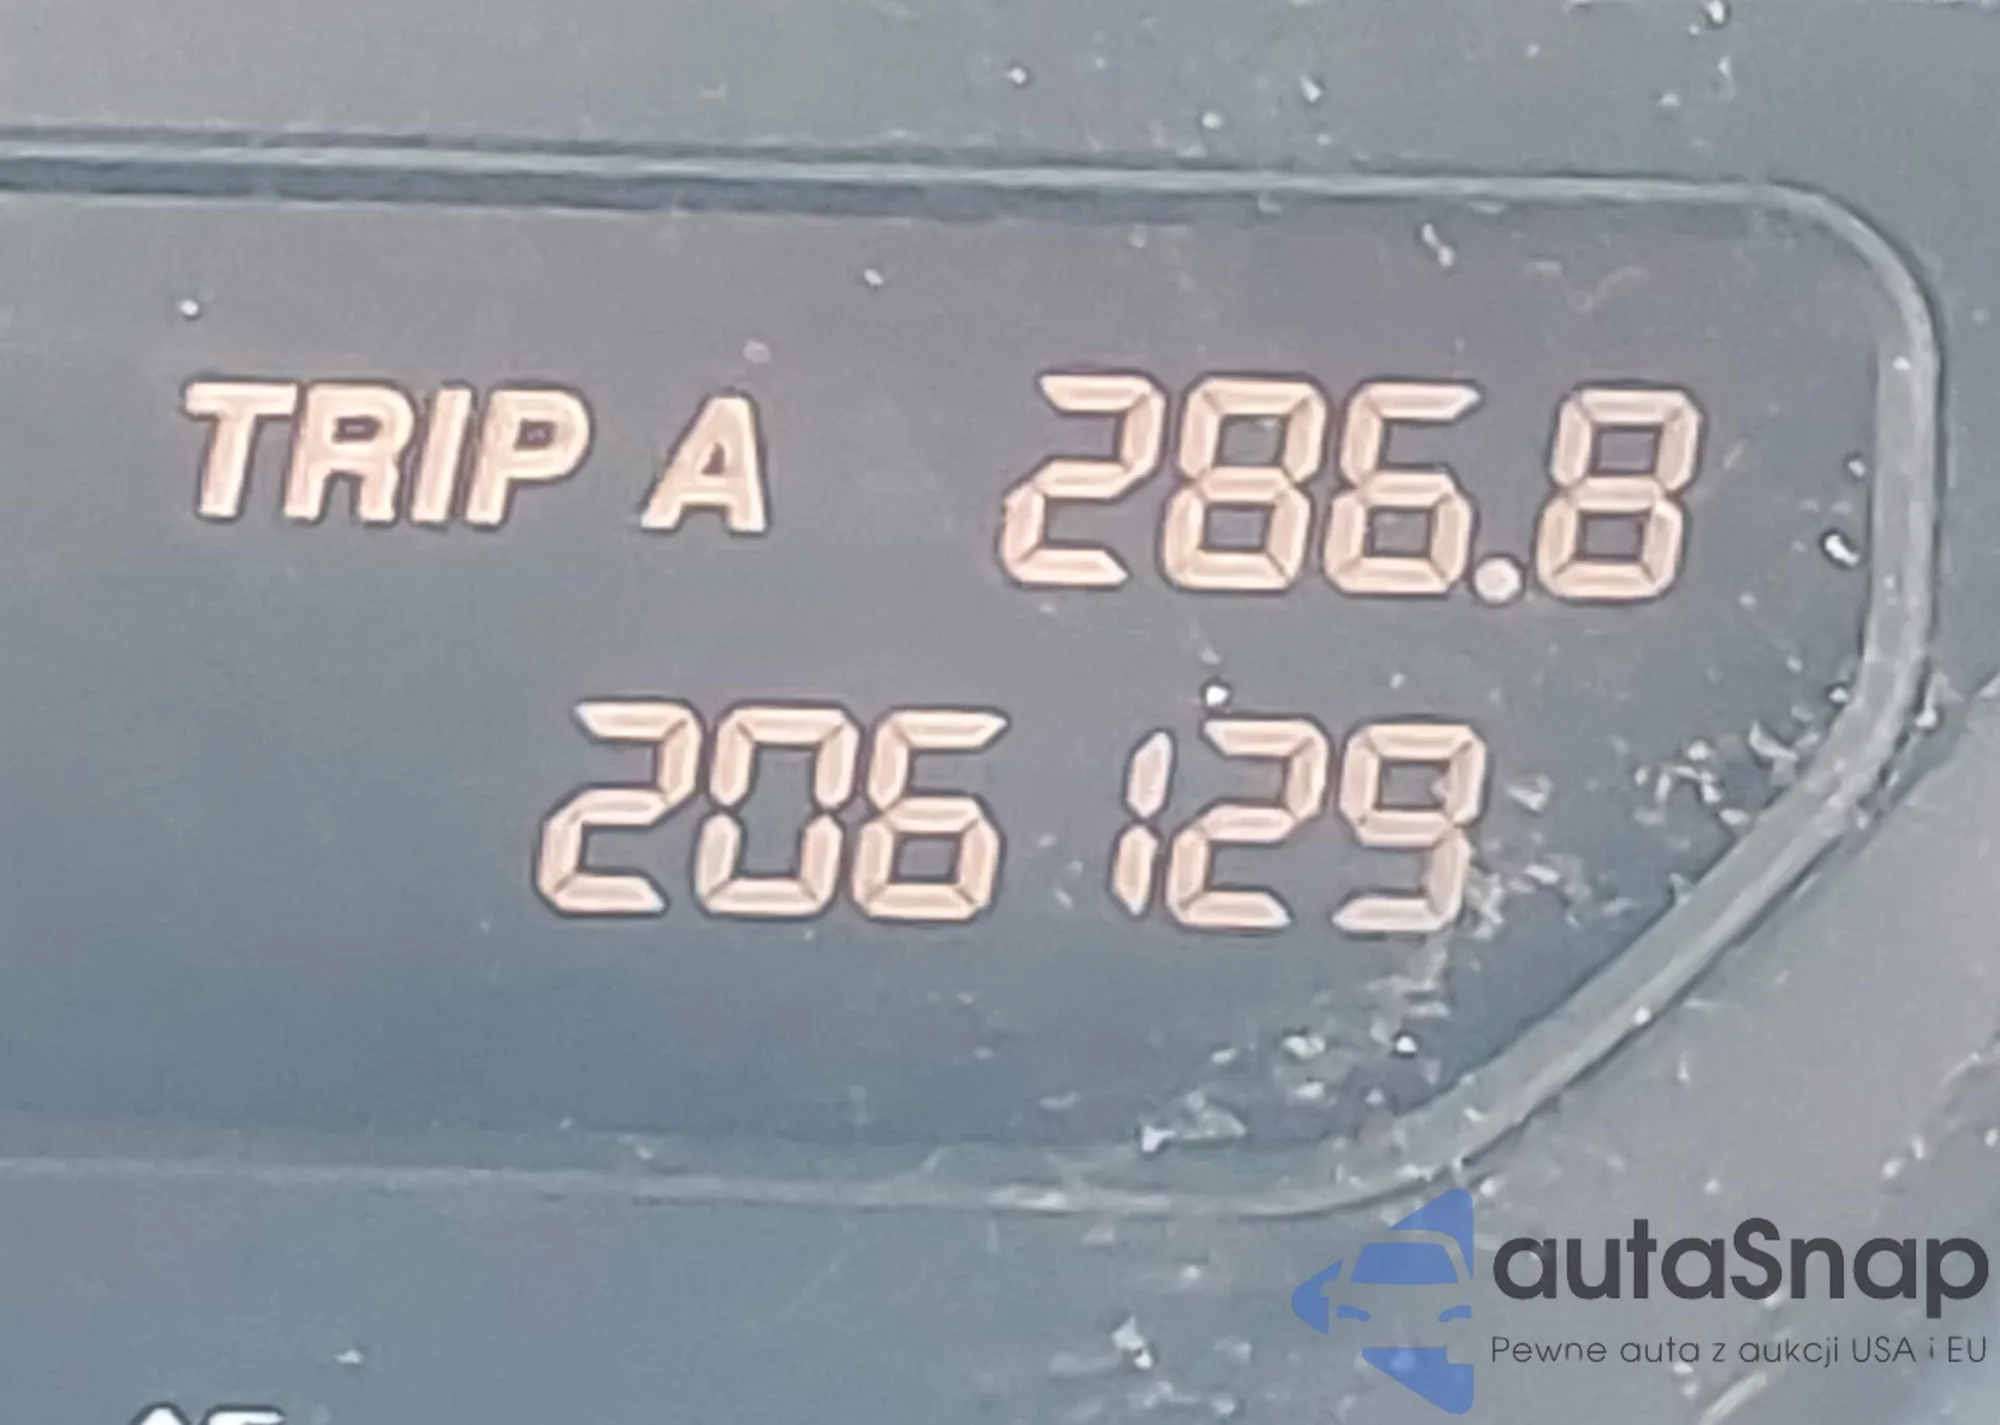 TRIP A 286.8
206129
autaSnap
Pewne auta z aukcji USA i EU